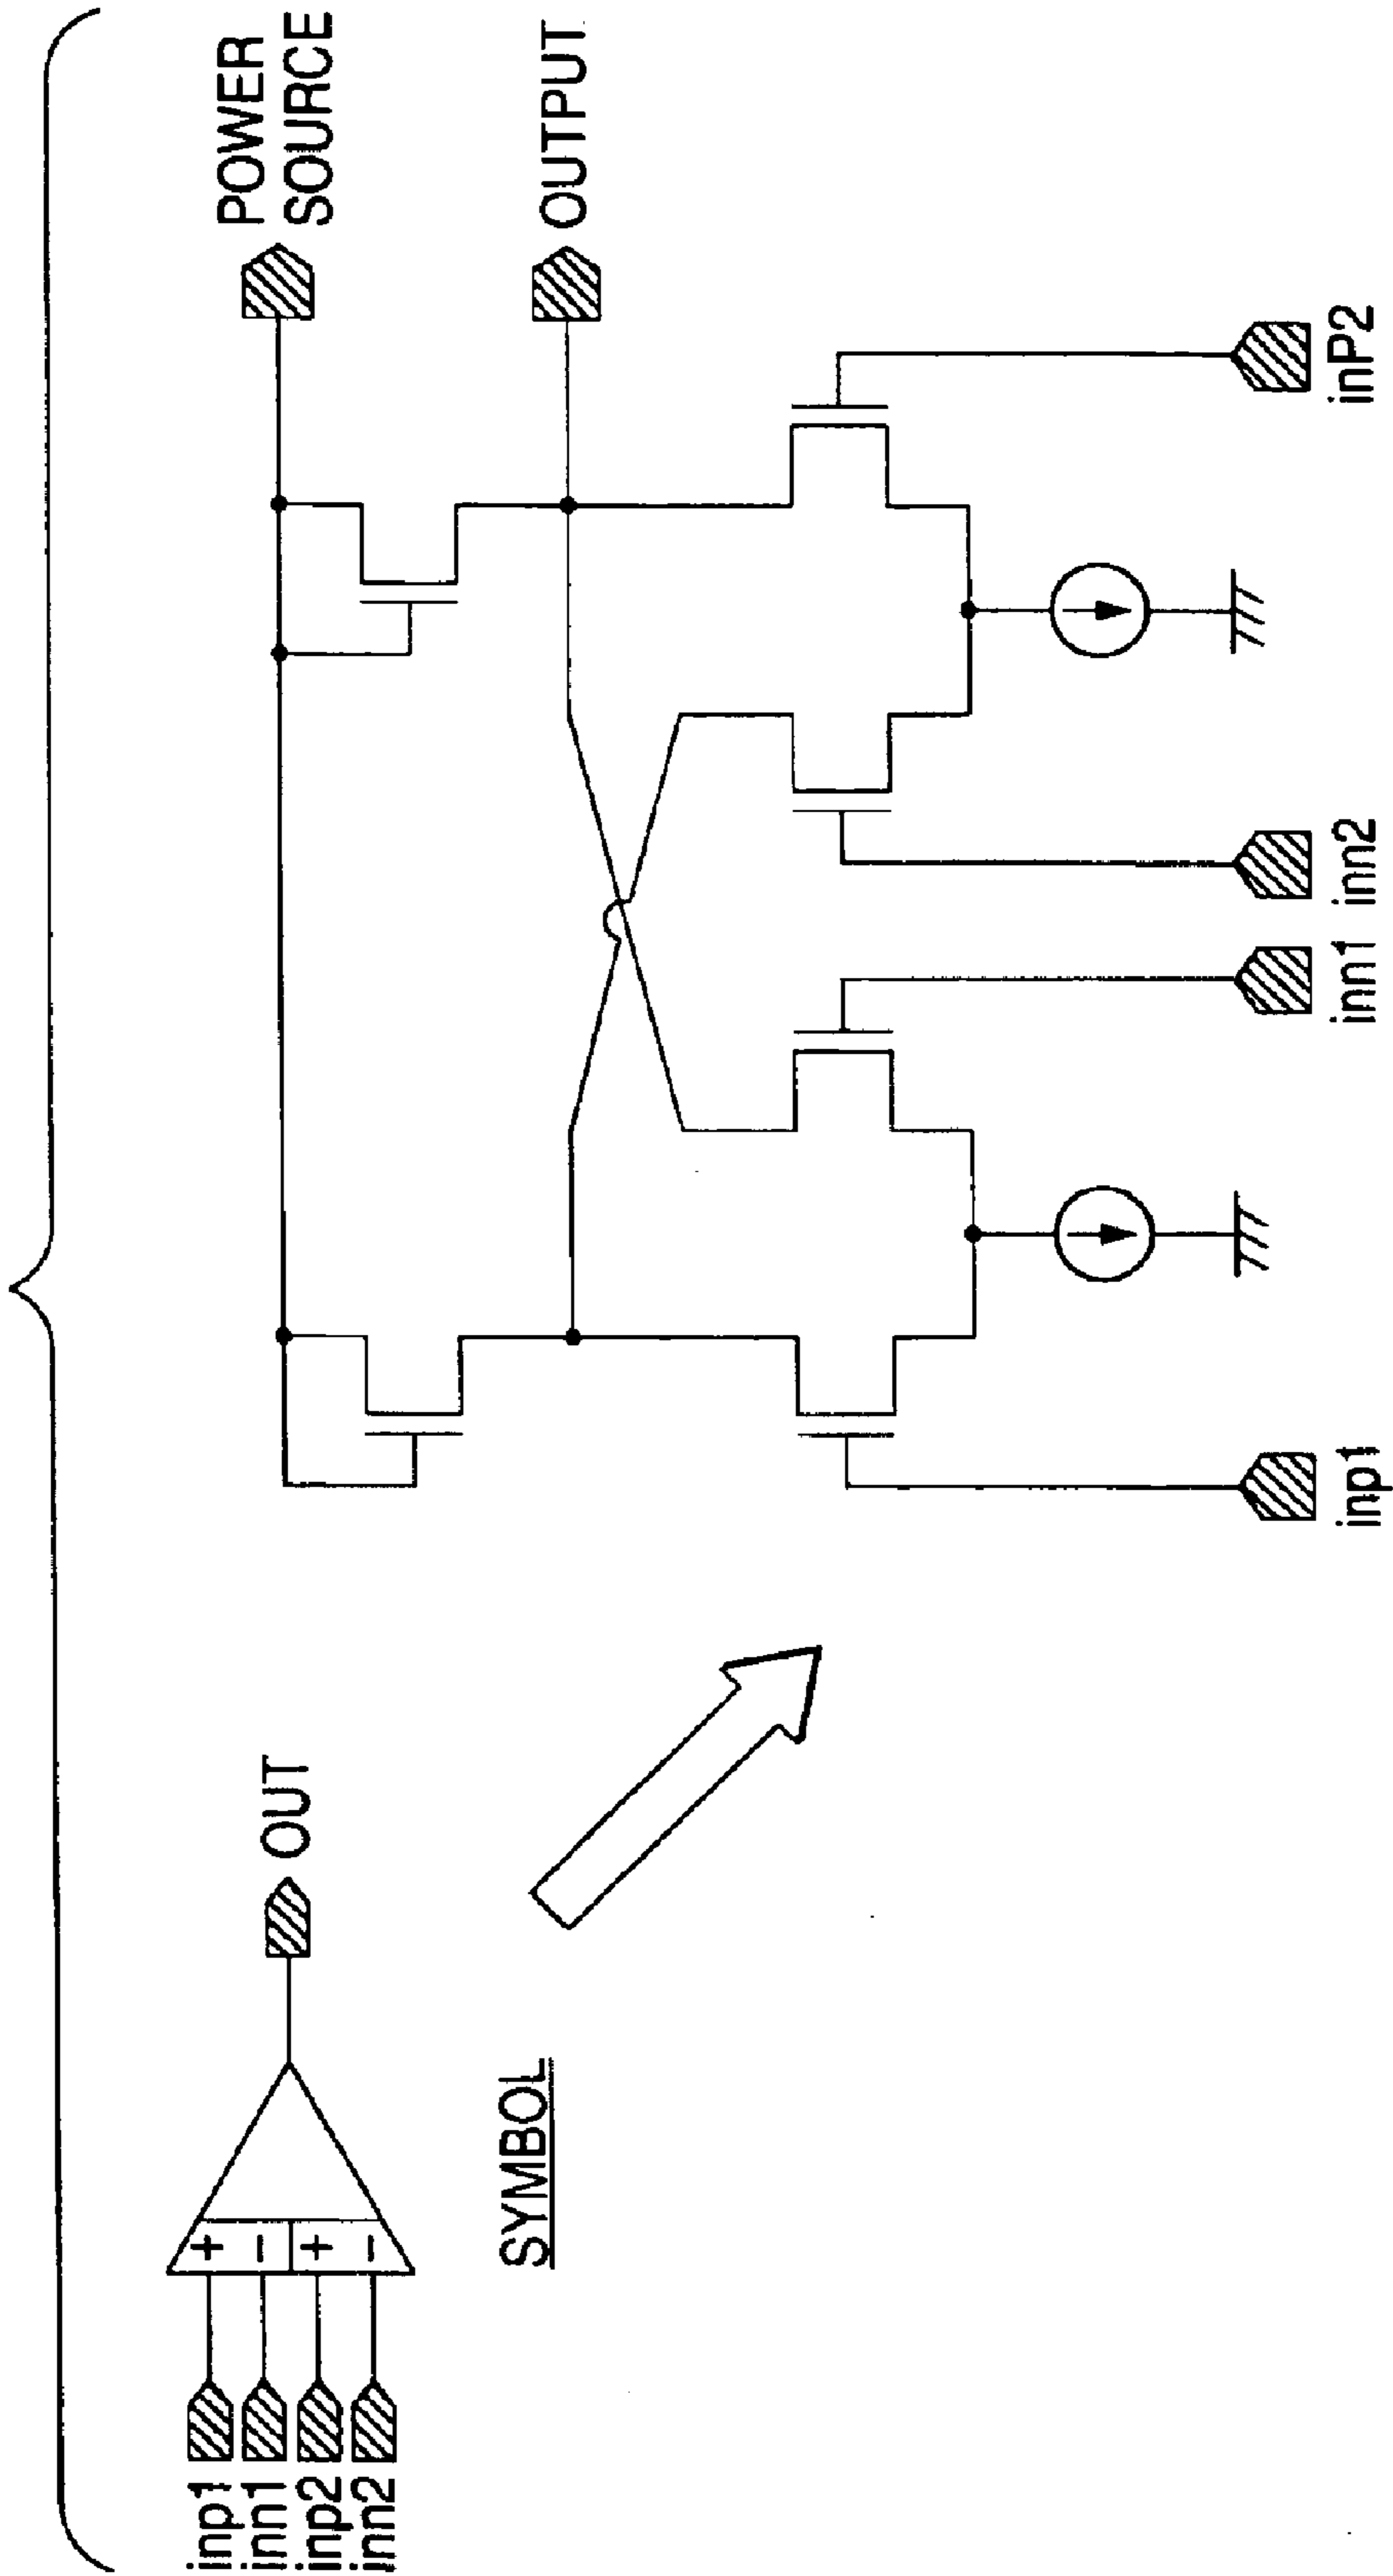 inp1
inn1
inp2
inn2
+
−
+
−
OUT
SYMBOL
POWER
SOURCE
OUTPUT
inp1
inn1
inn2
inP2